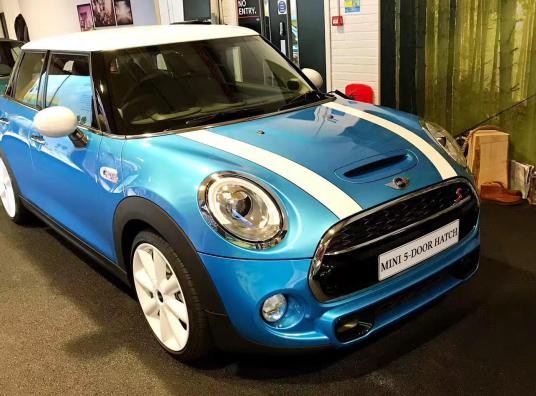 NO
ENTRY.
S
MINI 5-DOOR HATCH